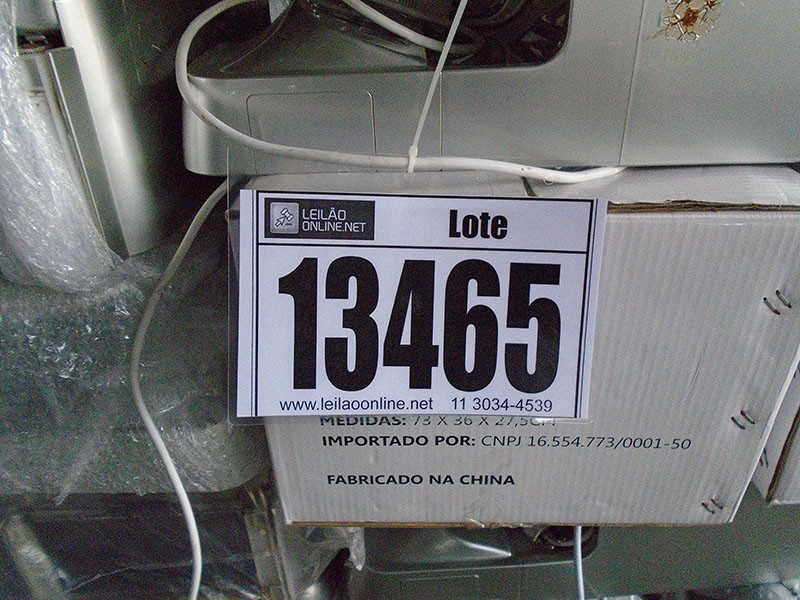 LEILÃO
ONLINE.NET
Lote
13465
www.leilaoonline.net 11 3034-4539
MEDIDAS: 73 X 36 X 27,5CM
IMPORTADO POR: CNPJ 16.554.773/0001-50
FABRICADO NA CHINA